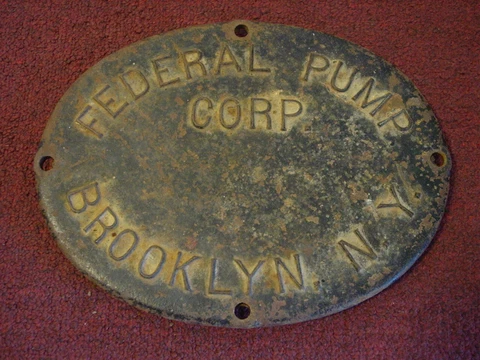 FEDERAL PUMP
CORP
BROOKLYN. N.Y.